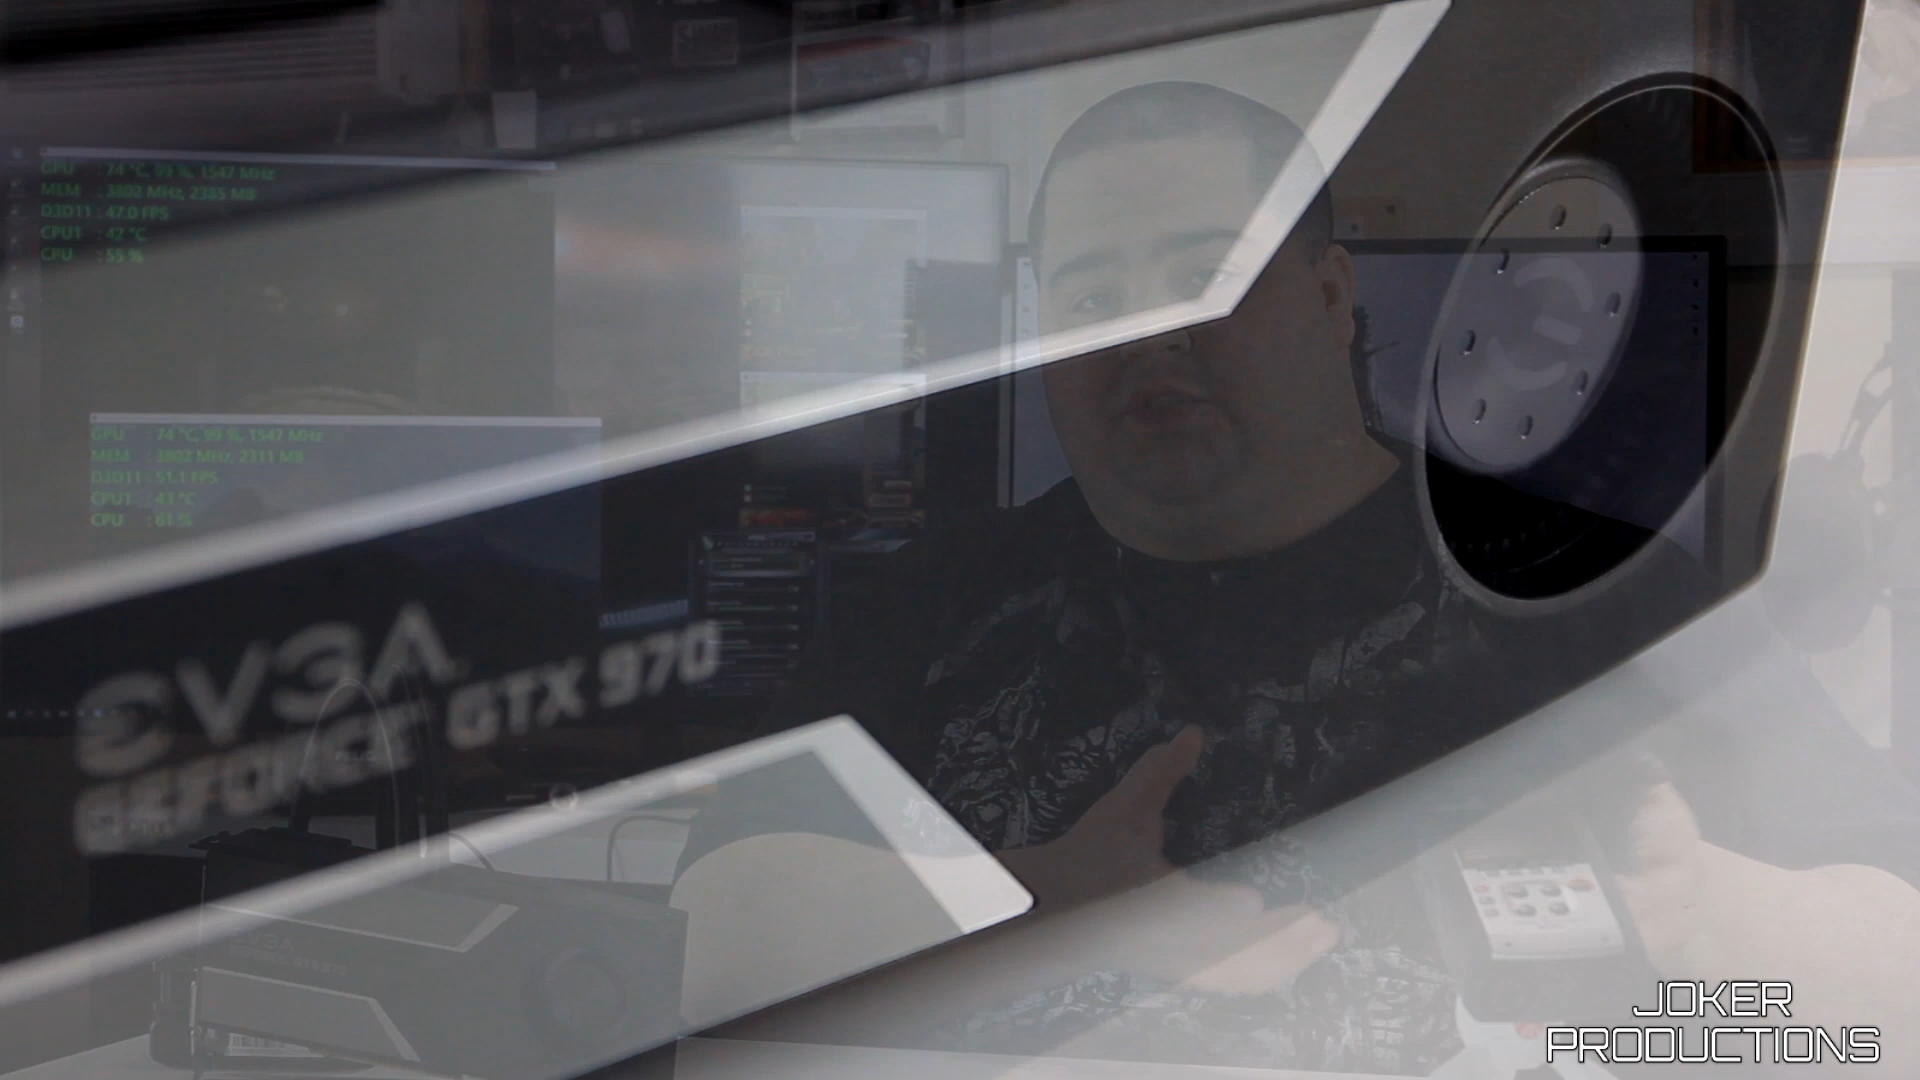 GPU : 74 °C, 99 %, 1547 MHz
MEM : 3802 MHz, 2385 MB
D3D11 : 47.0 FPS
CPU1 : 42 °C
CPU : 55 %
GPU : 74 °C, 99 %, 1547 MHz
MEM : 3802 MHz, 2311 MB
D3D11 : 51.1 FPS
CPU1 : 43 °C
CPU : 61 %
EVGA
GEFORCE GTX 970
EVGA
JOKER
PRODUCTIONS